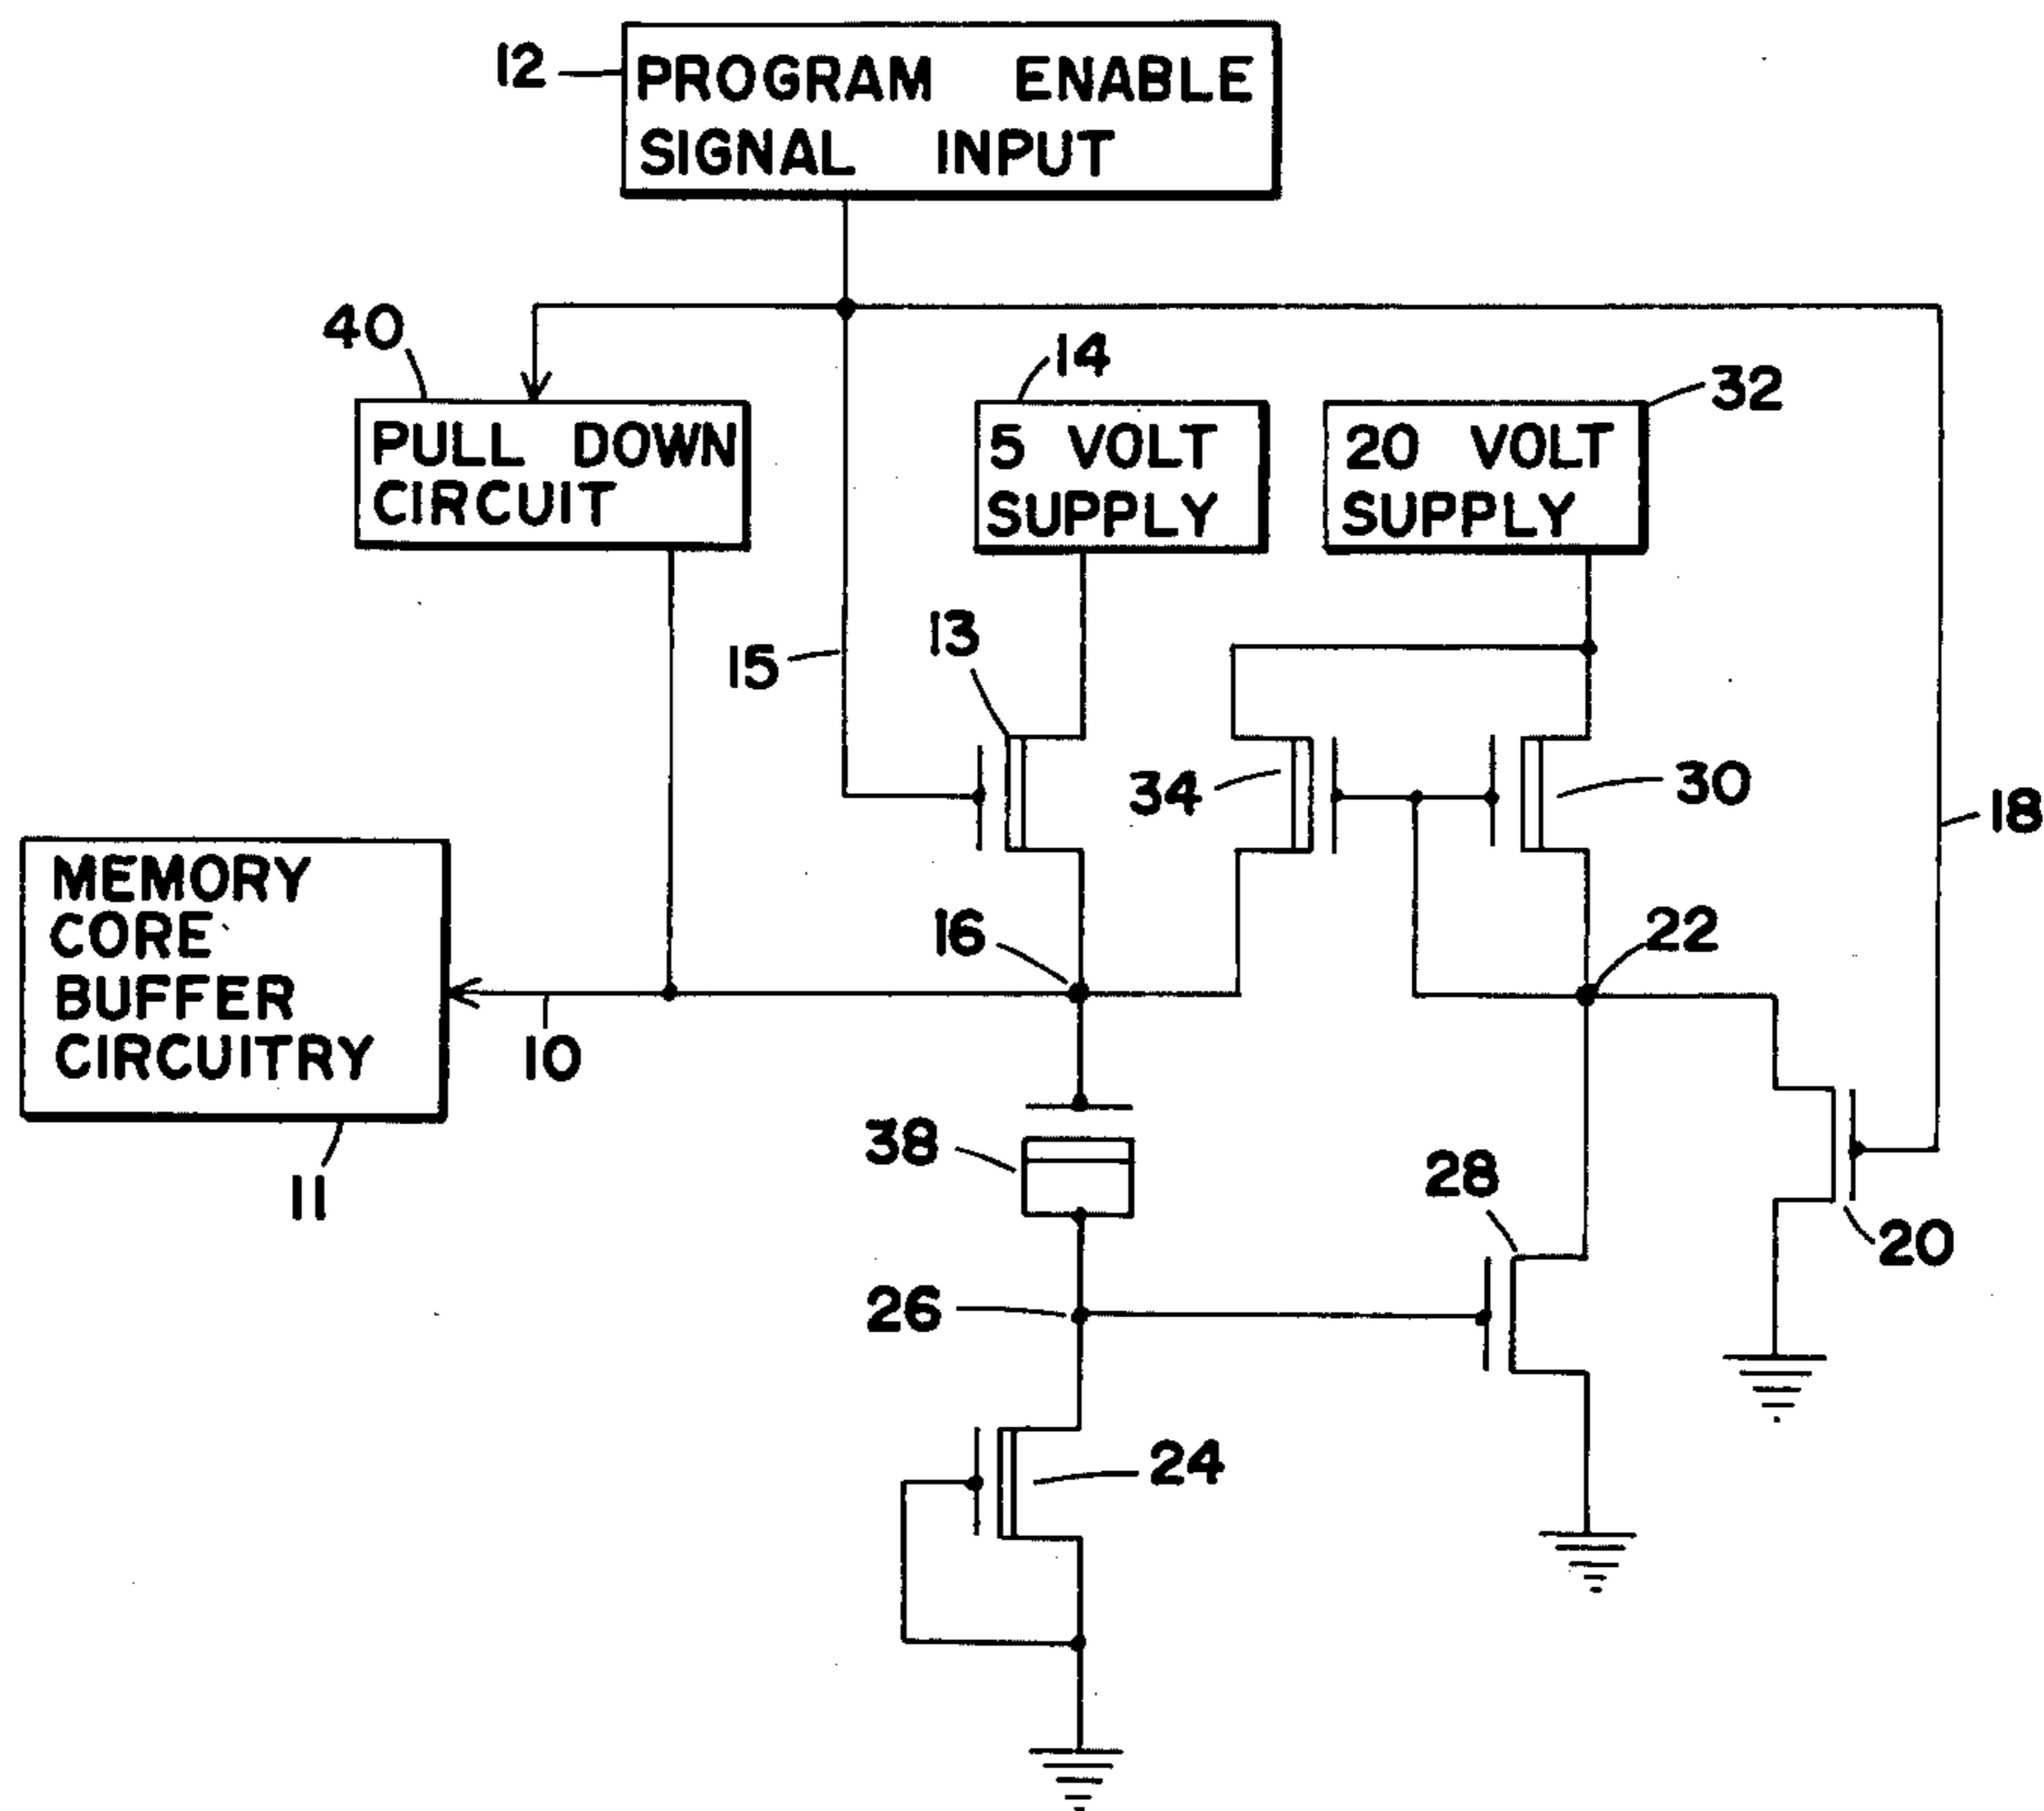 12
PROGRAM ENABLE
SIGNAL INPUT
40
14
32
PULL DOWN
CIRCUIT
5 VOLT
SUPPLY
20 VOLT
SUPPLY
13
15
34
30
18
MEMORY
CORE
BUFFER
CIRCUITRY
16
22
10
38
28
11
20
26
24